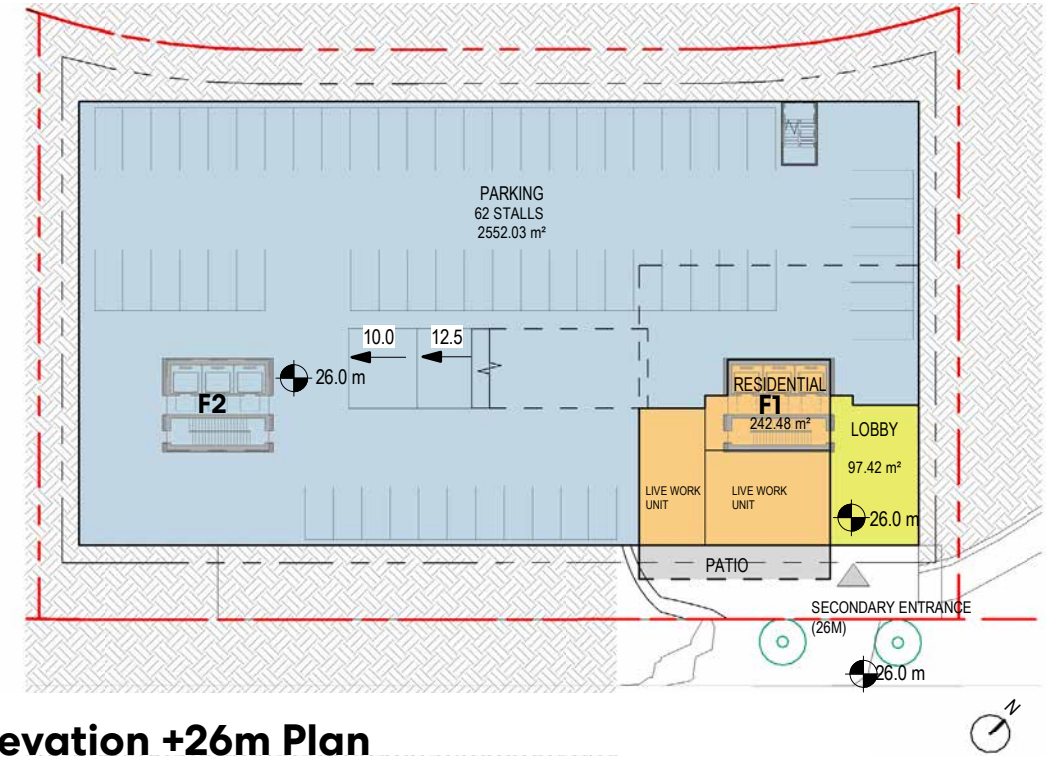 PARKING
62 STALLS
2552.03 m²
10.0
12.5
26.0 m
F2
RESIDENTIAL
F1
242.48 m²
LOBBY
97.42 m²
LIVE WORK
UNIT
LIVE WORK
UNIT
26.0 m
PATIO
SECONDARY ENTRANCE
(26M)
26.0 m
N
evation +26m Plan